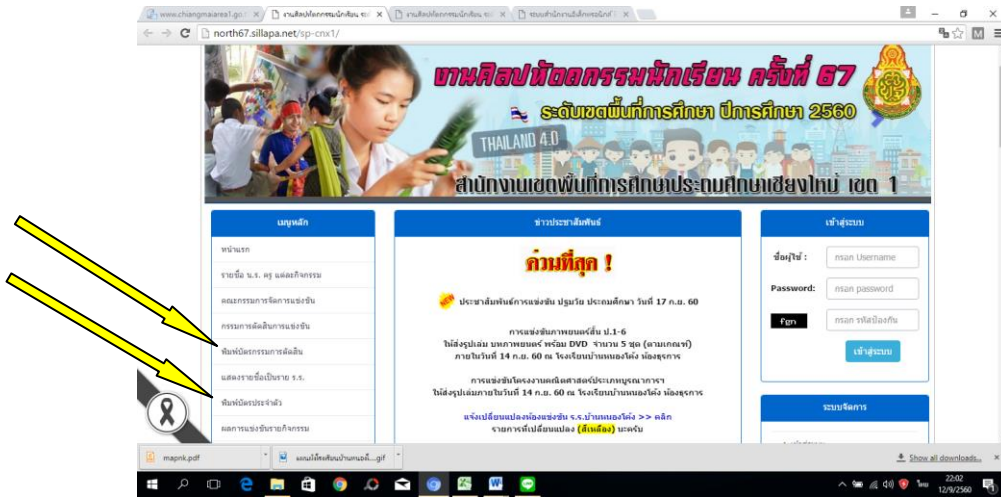 www.chiangmaiarea1.go.t
งานศิลปหัตถกรรมนักเรียน ระ
งานศิลปหัตถกรรมนักเรียน ระ
north67.sillapa.net/sp-cnx1/
งานศิลปหัตถกรรมนักเรียน ครั้งที่ 67
ระดับเขตพื้นที่การศึกษา ปีการศึกษา 2560
THAILAND 4.0
สำนักงานเขตพื้นที่การศึกษาประถมศึกษาเชียงใหม่ เขต 1
เมนูหลัก
หน้าแรก
รายชื่อ น.ร. ครู แต่ละกิจกรรม
คณะกรรมการจัดการแข่งขัน
กรรมการตัดสินการแข่งขัน
พิมพ์บัตรกรรมการตัดสิน
แสดงรายชื่อเป็นราย ร.ร.
พิมพ์บัตรประจำตัว
ผลการแข่งขันรายกิจกรรม
ข่าวประชาสัมพันธ์
ด่วนที่สุด !
NEW ประชาสัมพันธ์การแข่งขัน ปฐมวัย ประถมศึกษา วันที่ 17 ก.ย. 60
การแข่งขันภาพยนตร์สั้น ป.1-6
ให้ส่งรูปเล่ม บทภาพยนตร์ พร้อม DVD จำนวน 5 ชุด (ตามเกณฑ์)
ภายในวันที่ 14 ก.ย. 60 ณ โรงเรียนบ้านหนองโค้ง ห้องธุรการ
การแข่งขันโครงงานคณิตศาสตร์ประเภทบูรณาการฯ
ให้ส่งรูปเล่มภายในวันที่ 14 ก.ย. 60 ณ โรงเรียนบ้านหนองโค้ง ห้องธุรการ
แจ้งเปลี่ยนแปลงห้องแข่งขัน ร.ร.บ้านหนองโค้ง >> คลิก
รายการที่เปลี่ยนแปลง (สีเหลือง) นะครับ
เข้าสู่ระบบ
ชื่อผู้ใช้ :
กรอก Username
Password:
กรอก password
กรอก รหัสป้องกัน
เข้าสู่ระบบ
ระบบจัดการ
mapnk.pdf
Show all downloads...
ไทย
22:02
12/9/2560